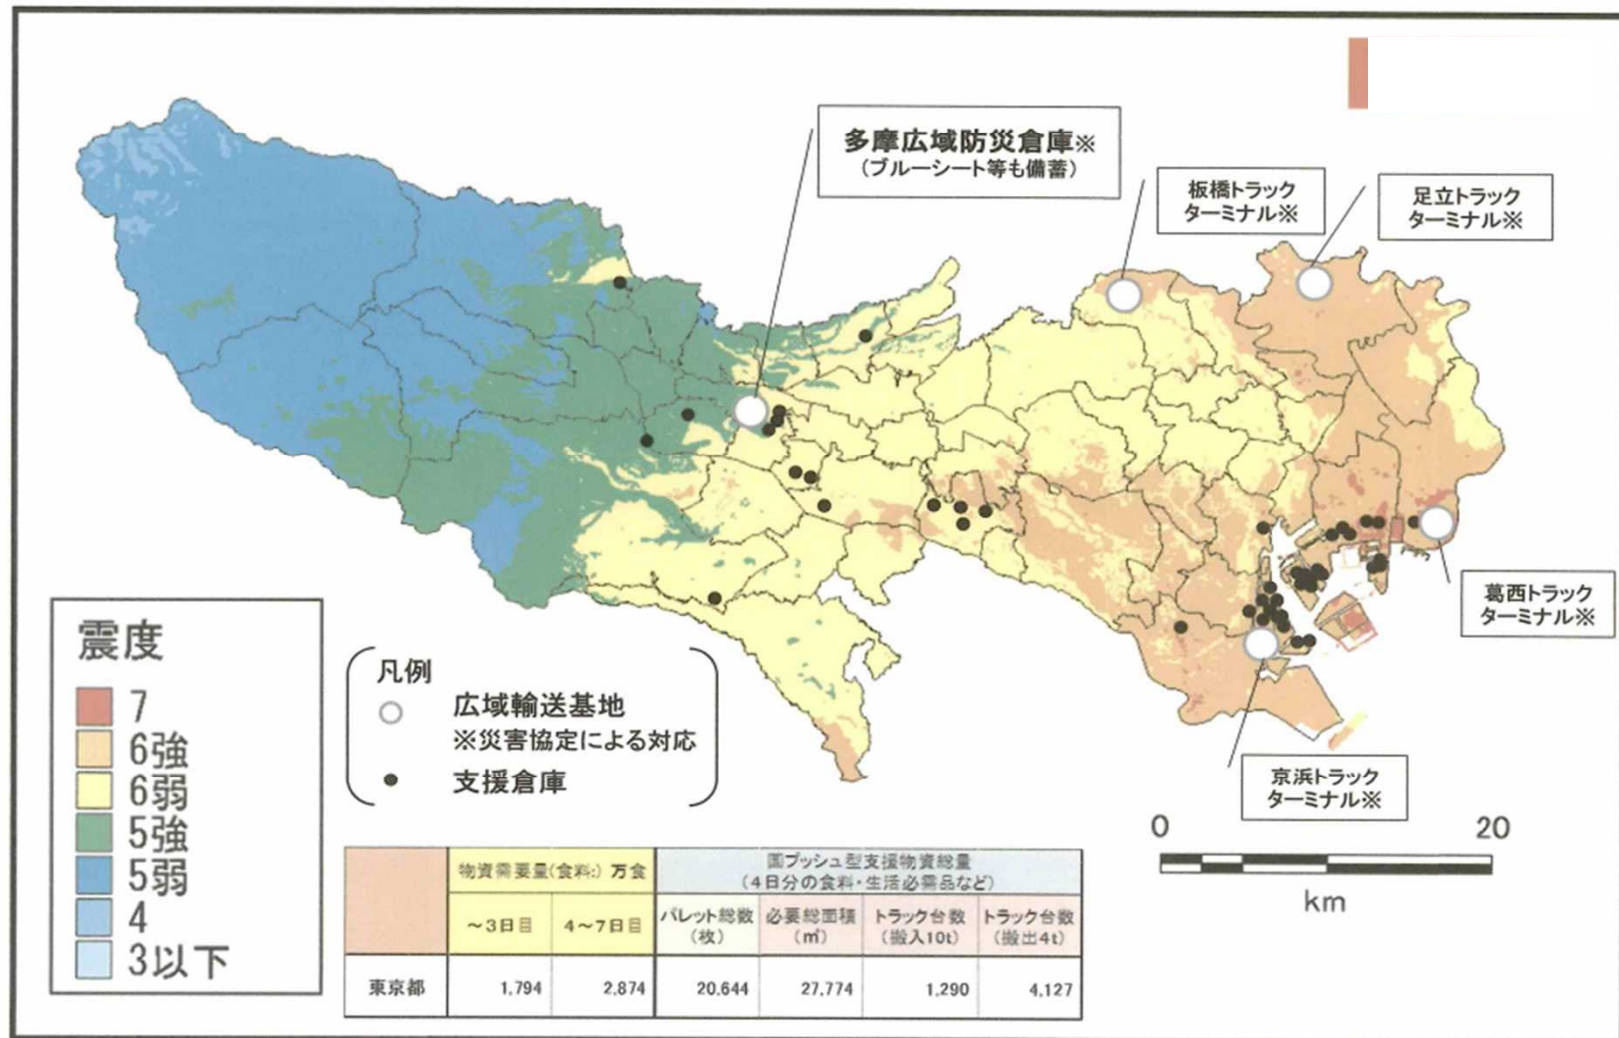 多摩広域防災倉庫※
(ブルーシート等も備蓄)
板橋トラック
ターミナル※
足立トラック
ターミナル※
葛西トラック
ターミナル※
京浜トラック
ターミナル※
震度
7
6強
6弱
5強
5弱
4
3以下
凡例
広域輸送基地
※災害協定による対応
支援倉庫
0 20
km
物資需要量(食料:) 万食
国プッシュ型支援物資総量
(4日分の食料・生活必需品など)
～3日目 4～7日目
パレット総数
(枚)
必要総面積
(㎡)
トラック台数
(搬入10t)
トラック台数
(搬出4t)
東京都 1,794 2,874 20,644 27,774 1,290 4,127